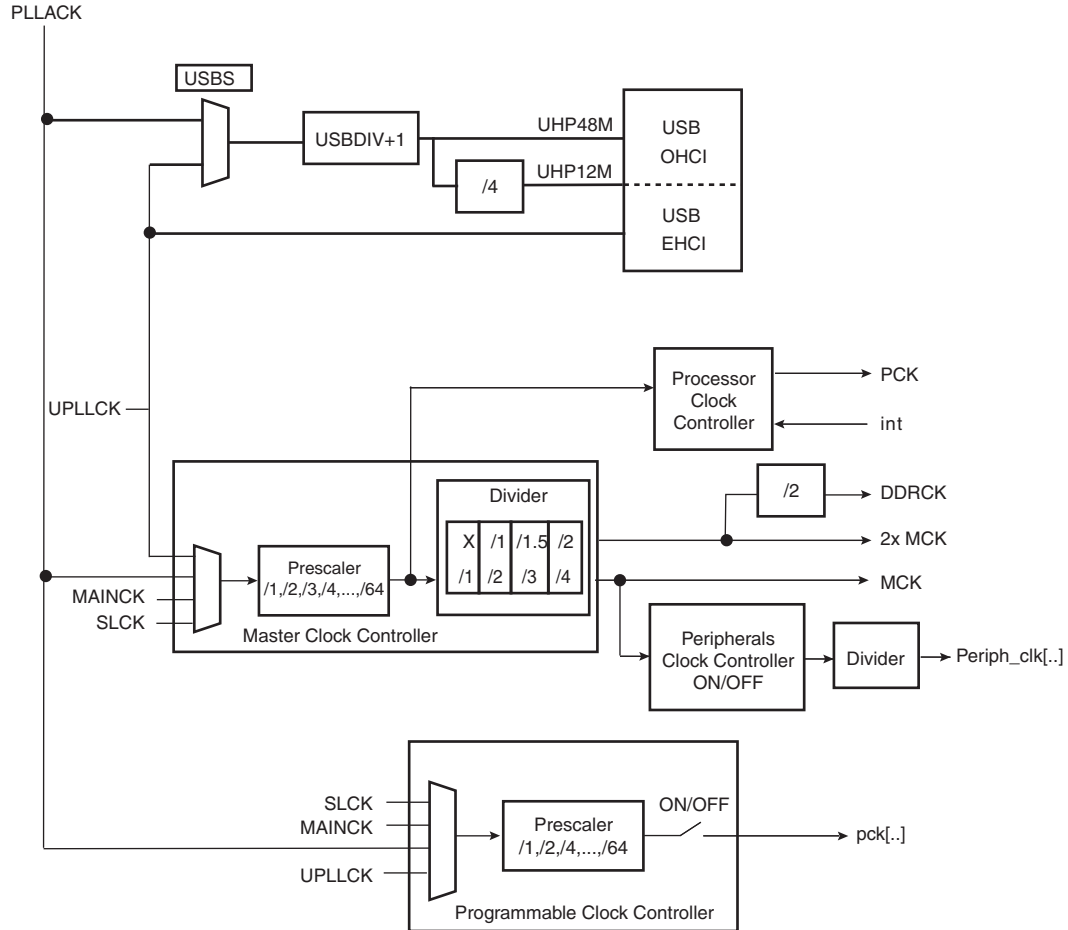 PLLACK
USBS
USBDIV+1
UHP48M
USB
OHCI
/4
UHP12M
USB
EHCI
UPLLCK
Processor
Clock
Controller
PCK
int
/2
DDRCK
2x MCK
MCK
Divider
X /1 /1.5 /2
/1 /2 /3 /4
Prescaler
/1,/2,/3,/4,...,/64
MAINCK
SLCK
Master Clock Controller
Peripherals
Clock Controller
ON/OFF
Divider
Periph_clk[..]
SLCK
MAINCK
UPLLCK
Prescaler
/1,/2,/4,...,/64
ON/OFF
pck[..]
Programmable Clock Controller